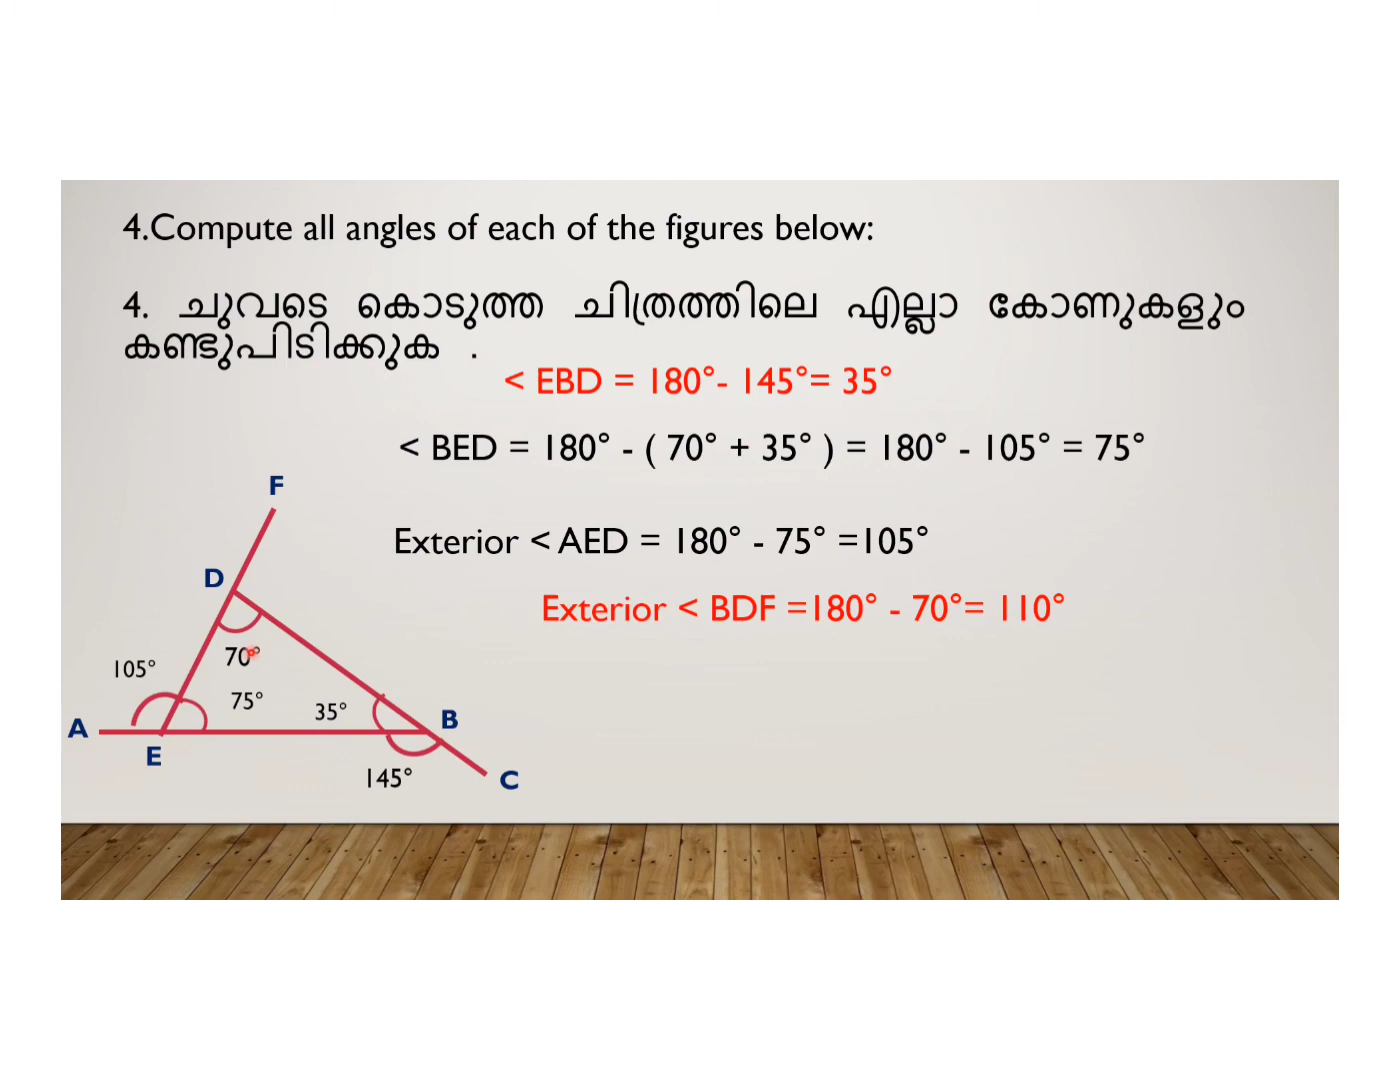 4.Compute all angles of each of the figures below:
4. ചുവടെ കൊടുത്ത ചിത്രത്തിലെ എല്ലാ കോണുകളും
കണ്ടുപിടിക്കുക .
< EBD = 180°- 145°= 35°
< BED = 180° - ( 70° + 35° ) = 180° - 105° = 75°
F
Exterior < AED = 180° - 75° =105°
D
Exterior < BDF =180° - 70°= 110°
105°
70°
75°
35°
B
A
E
145°
C